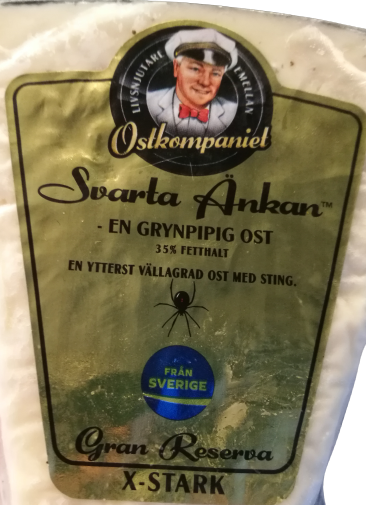 LIVSNJUTARE EMELLAN
Ostkompaniet
Svarta Änkan™
- EN GRYNPIPIG OST
35% FETTHALT
EN YTTERST VÄLLAGRAD OST MED STING.
FRÅN
SVERIGE
Gran Reserva
X-STARK